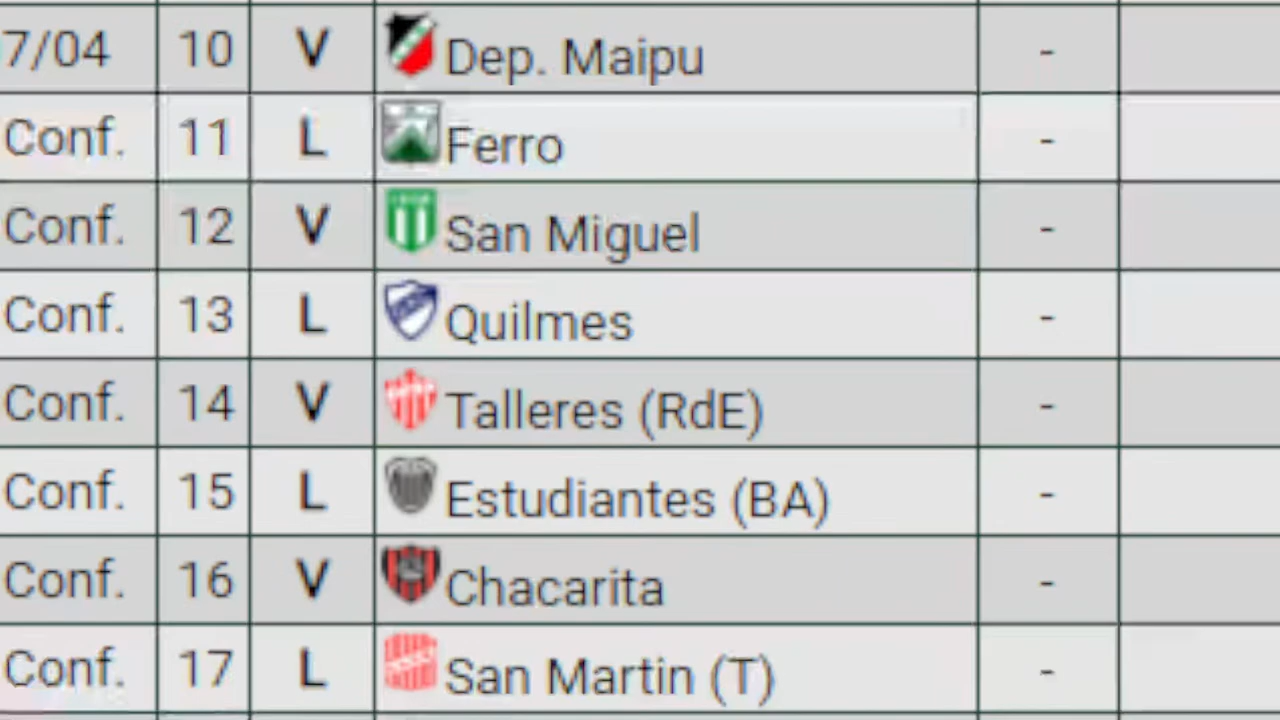 7/04 10 V Dep. Maipu -
Conf. 11 L Ferro -
Conf. 12 V San Miguel -
Conf. 13 L Quilmes -
Conf. 14 V Talleres (RdE) -
Conf. 15 L Estudiantes (BA) -
Conf. 16 V Chacarita -
Conf. 17 L San Martin (T) -